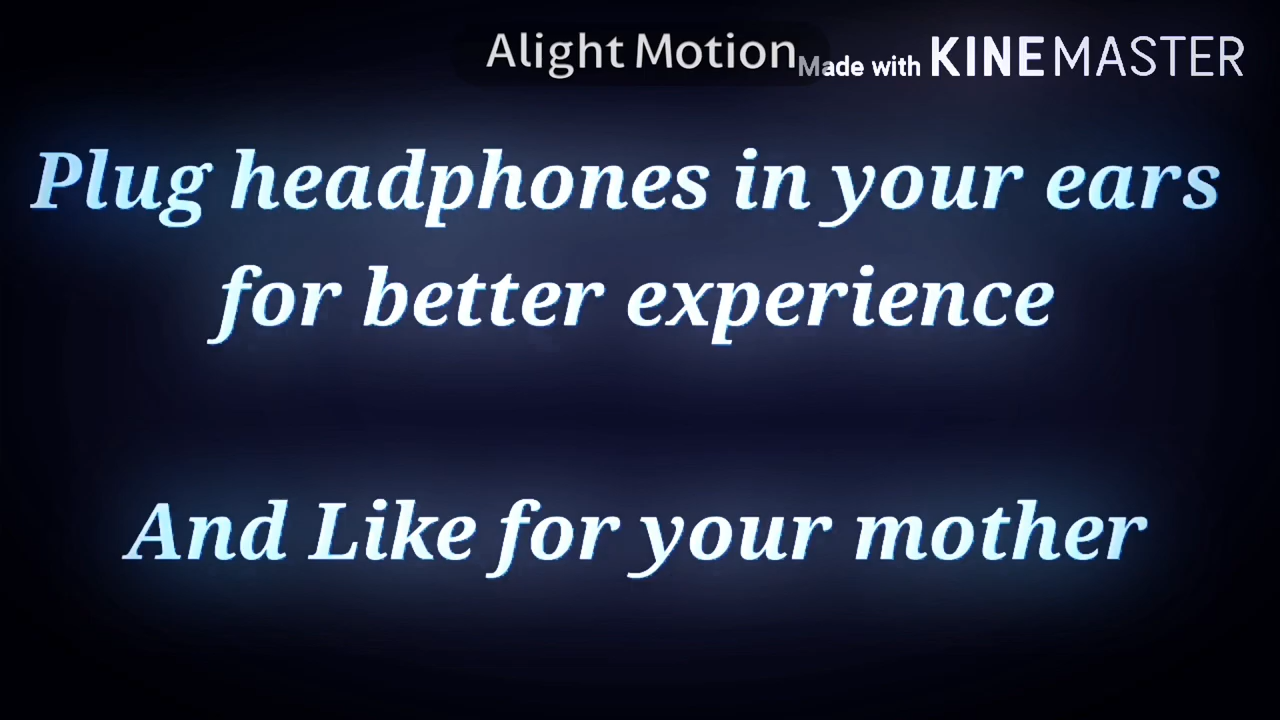 Alight Motion
Made with KINEMASTER
Plug headphones in your ears
for better experience
And Like for your mother